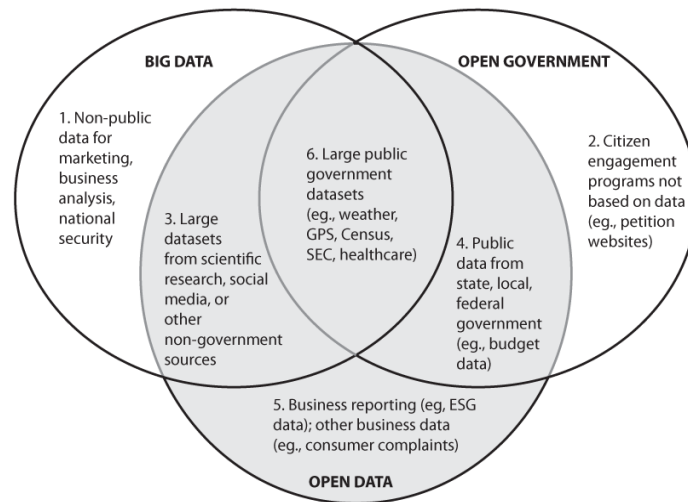 BIG DATA
OPEN GOVERNMENT
1. Non-public
data for
marketing,
business
analysis,
national
security
2. Citizen
engagement
programs not
based on data
(eg., petition
websites)
6. Large public
government
datasets
(eg., weather,
GPS, Census,
SEC, healthcare)
3. Large
datasets
from scientific
research, social
media, or
other
non-government
sources
4. Public
data from
state, local,
federal
government
(eg., budget
data)
5. Business reporting (eg, ESG
data); other business data
(eg., consumer complaints)
OPEN DATA